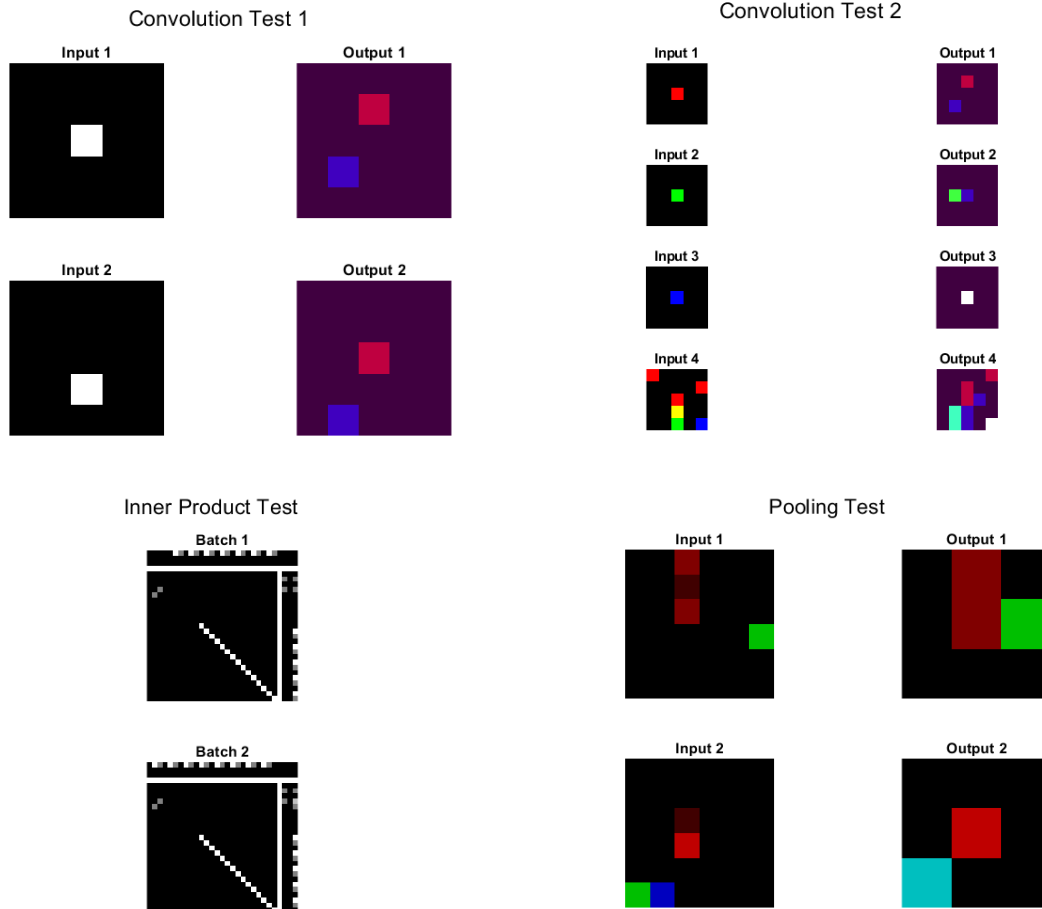 Convolution Test 1
Input 1
Output 1
Input 2
Output 2
Convolution Test 2
Input 1
Output 1
Input 2
Output 2
Input 3
Output 3
Input 4
Output 4
Inner Product Test
Batch 1
Batch 2
Pooling Test
Input 1
Output 1
Input 2
Output 2